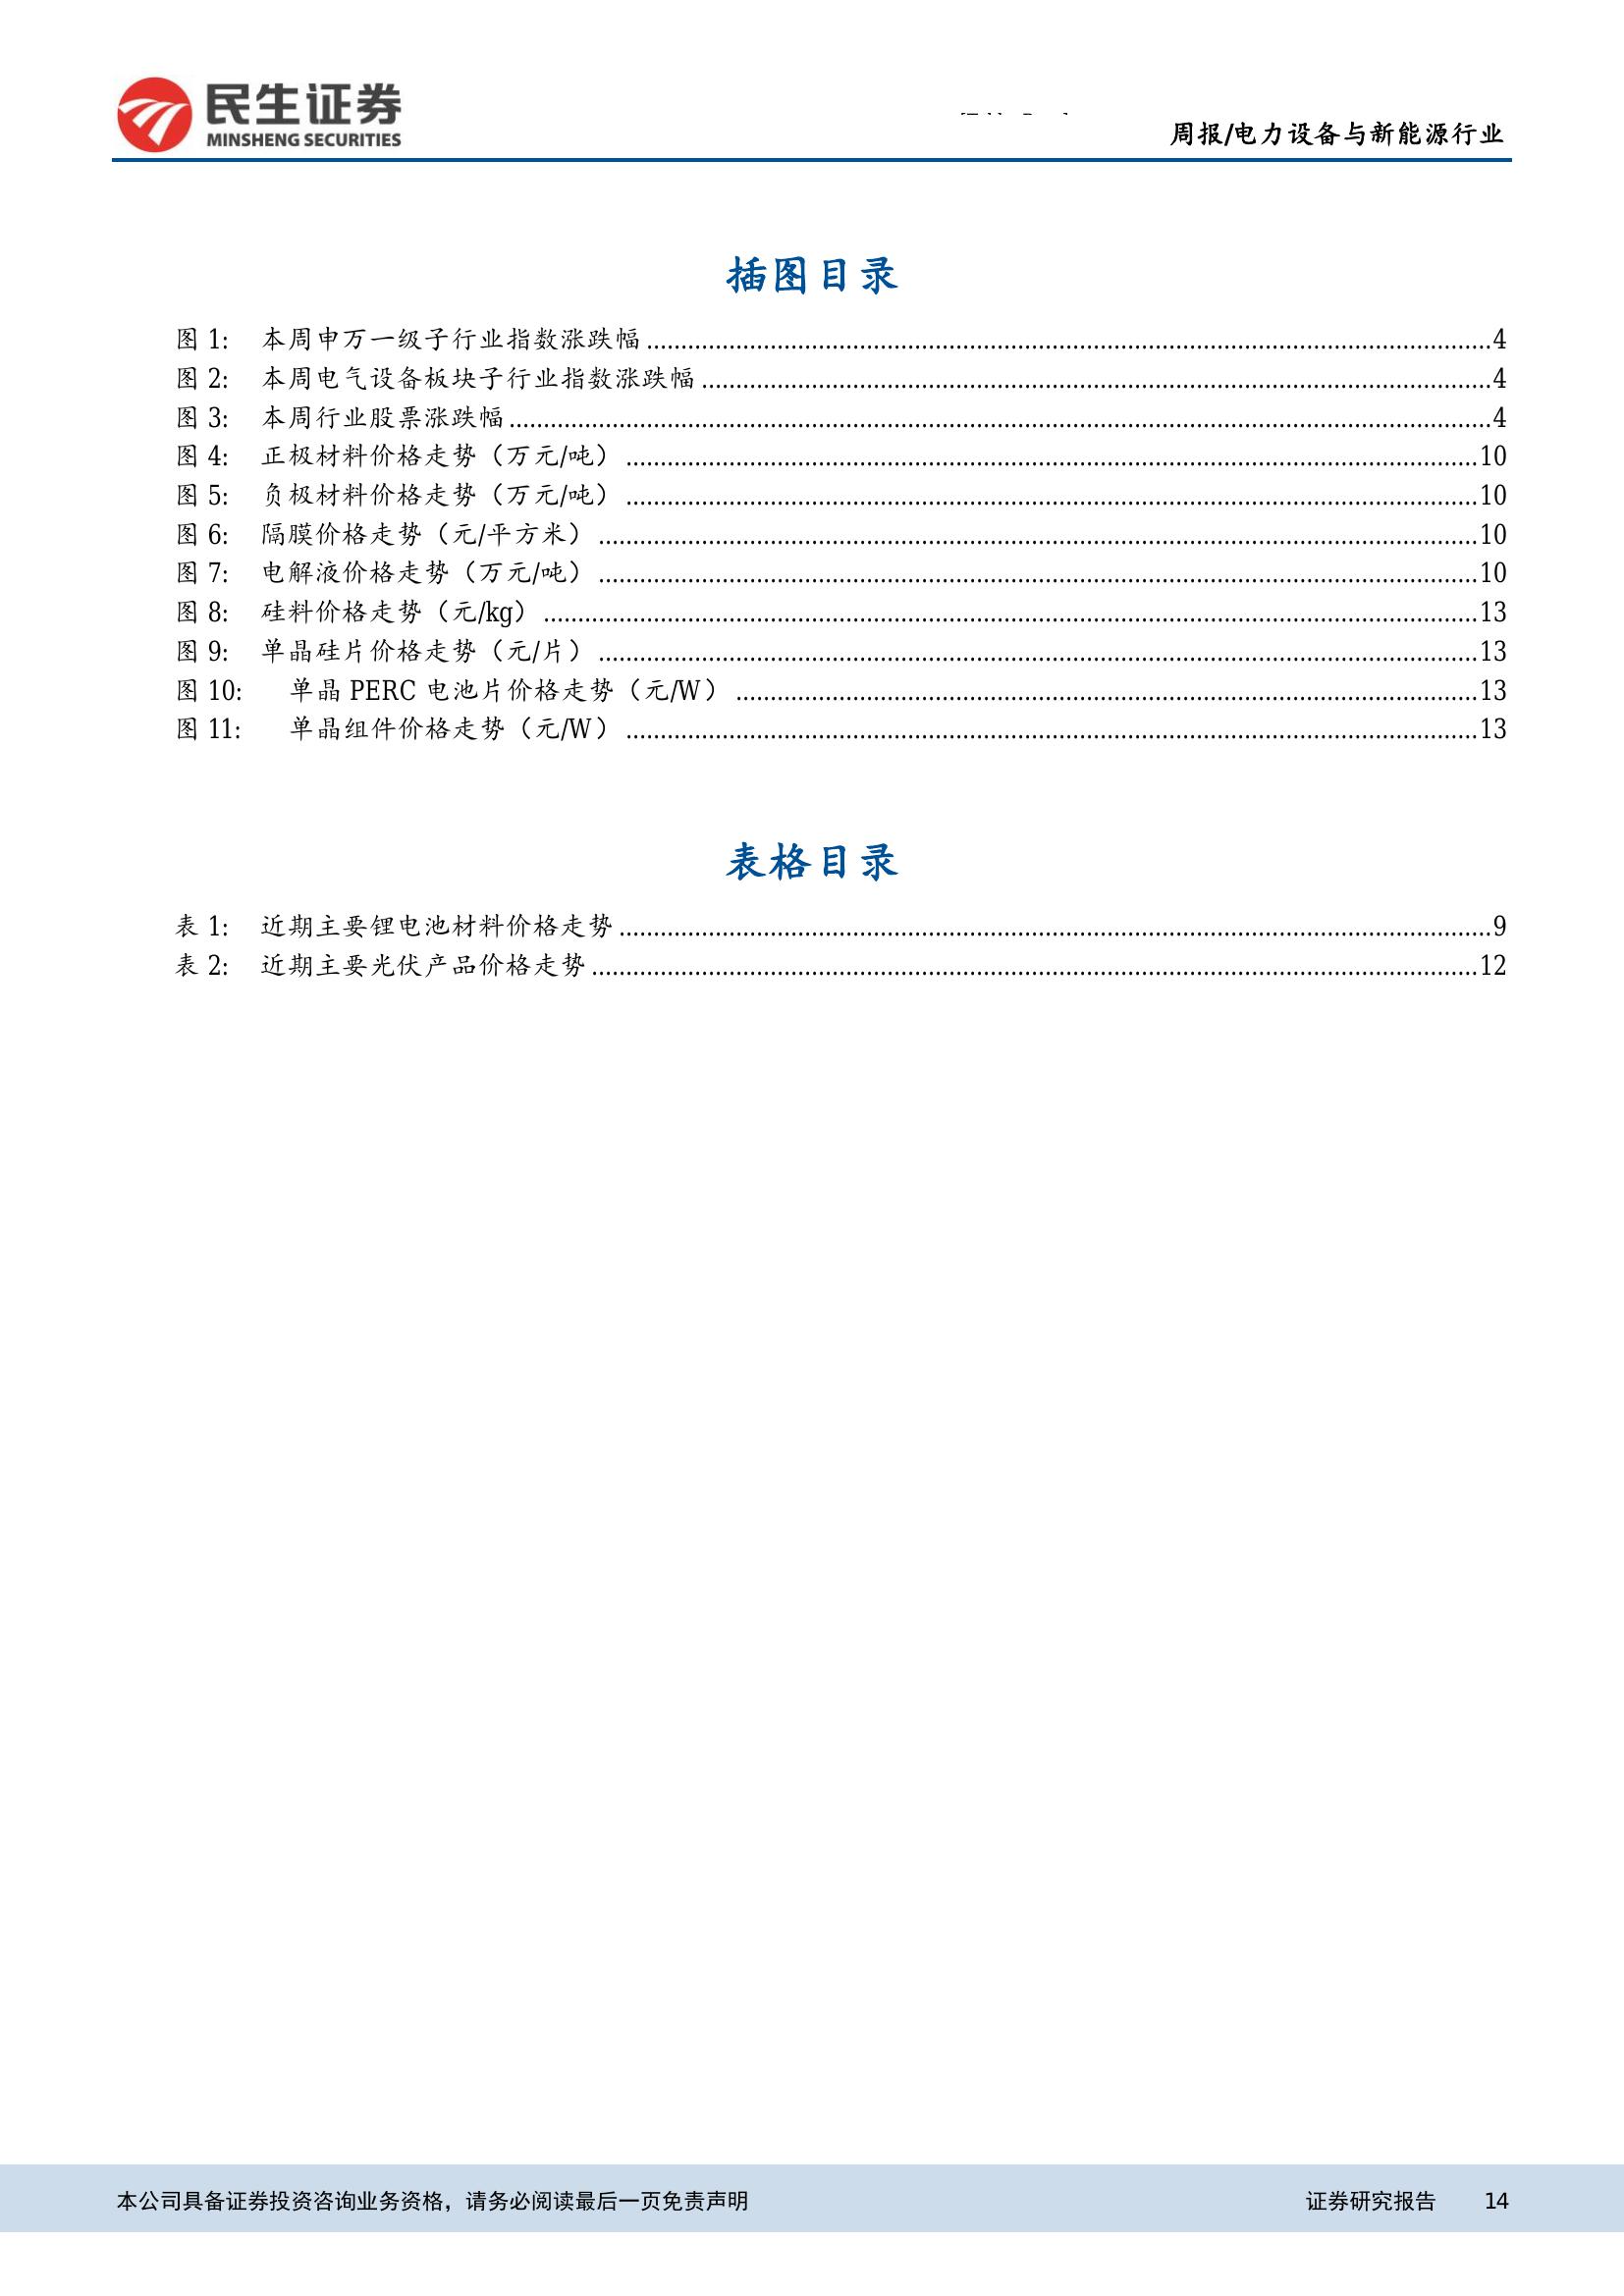 民生证券
MINSHENG SECURITIES
周报/电力设备与新能源行业
插图目录
图 1: 本周申万一级子行业指数涨跌幅 4
图 2: 本周电气设备板块子行业指数涨跌幅 4
图 3: 本周行业股票涨跌幅 4
图 4: 正极材料价格走势（万元/吨） 10
图 5: 负极材料价格走势（万元/吨） 10
图 6: 隔膜价格走势（元/平方米） 10
图 7: 电解液价格走势（万元/吨） 10
图 8: 硅料价格走势（元/kg） 13
图 9: 单晶硅片价格走势（元/片） 13
图 10: 单晶 PERC 电池片价格走势（元/W） 13
图 11: 单晶组件价格走势（元/W） 13
表格目录
表 1: 近期主要锂电池材料价格走势 9
表 2: 近期主要光伏产品价格走势 12
本公司具备证券投资咨询业务资格，请务必阅读最后一页免责声明 证券研究报告 14